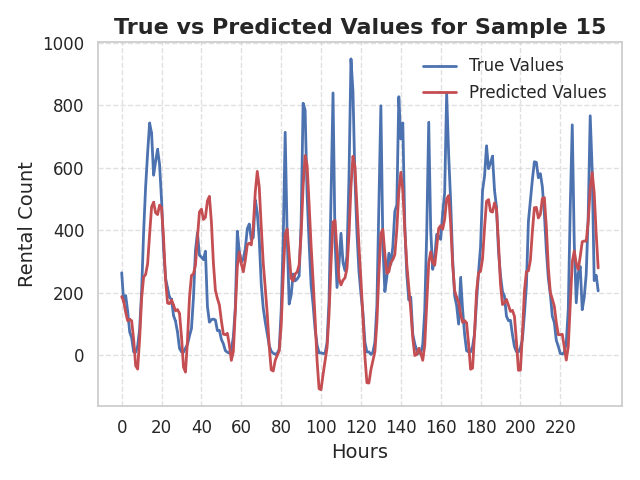 True vs Predicted Values for Sample 15
True Values
Predicted Values
Rental Count
1000
800
600
400
200
0
0 20 40 60 80 100 120 140 160 180 200 220
Hours